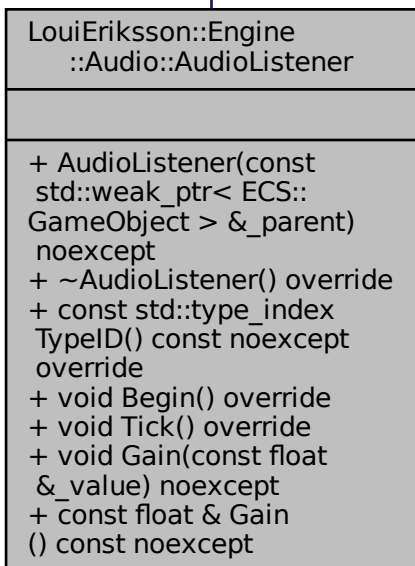 LouiEriksson::Engine
::Audio::AudioListener
+ AudioListener(const
std::weak_ptr< ECS::
GameObject > &_parent)
noexcept
+ ~AudioListener() override
+ const std::type_index
TypeID() const noexcept
override
+ void Begin() override
+ void Tick() override
+ void Gain(const float
&_value) noexcept
+ const float & Gain
() const noexcept